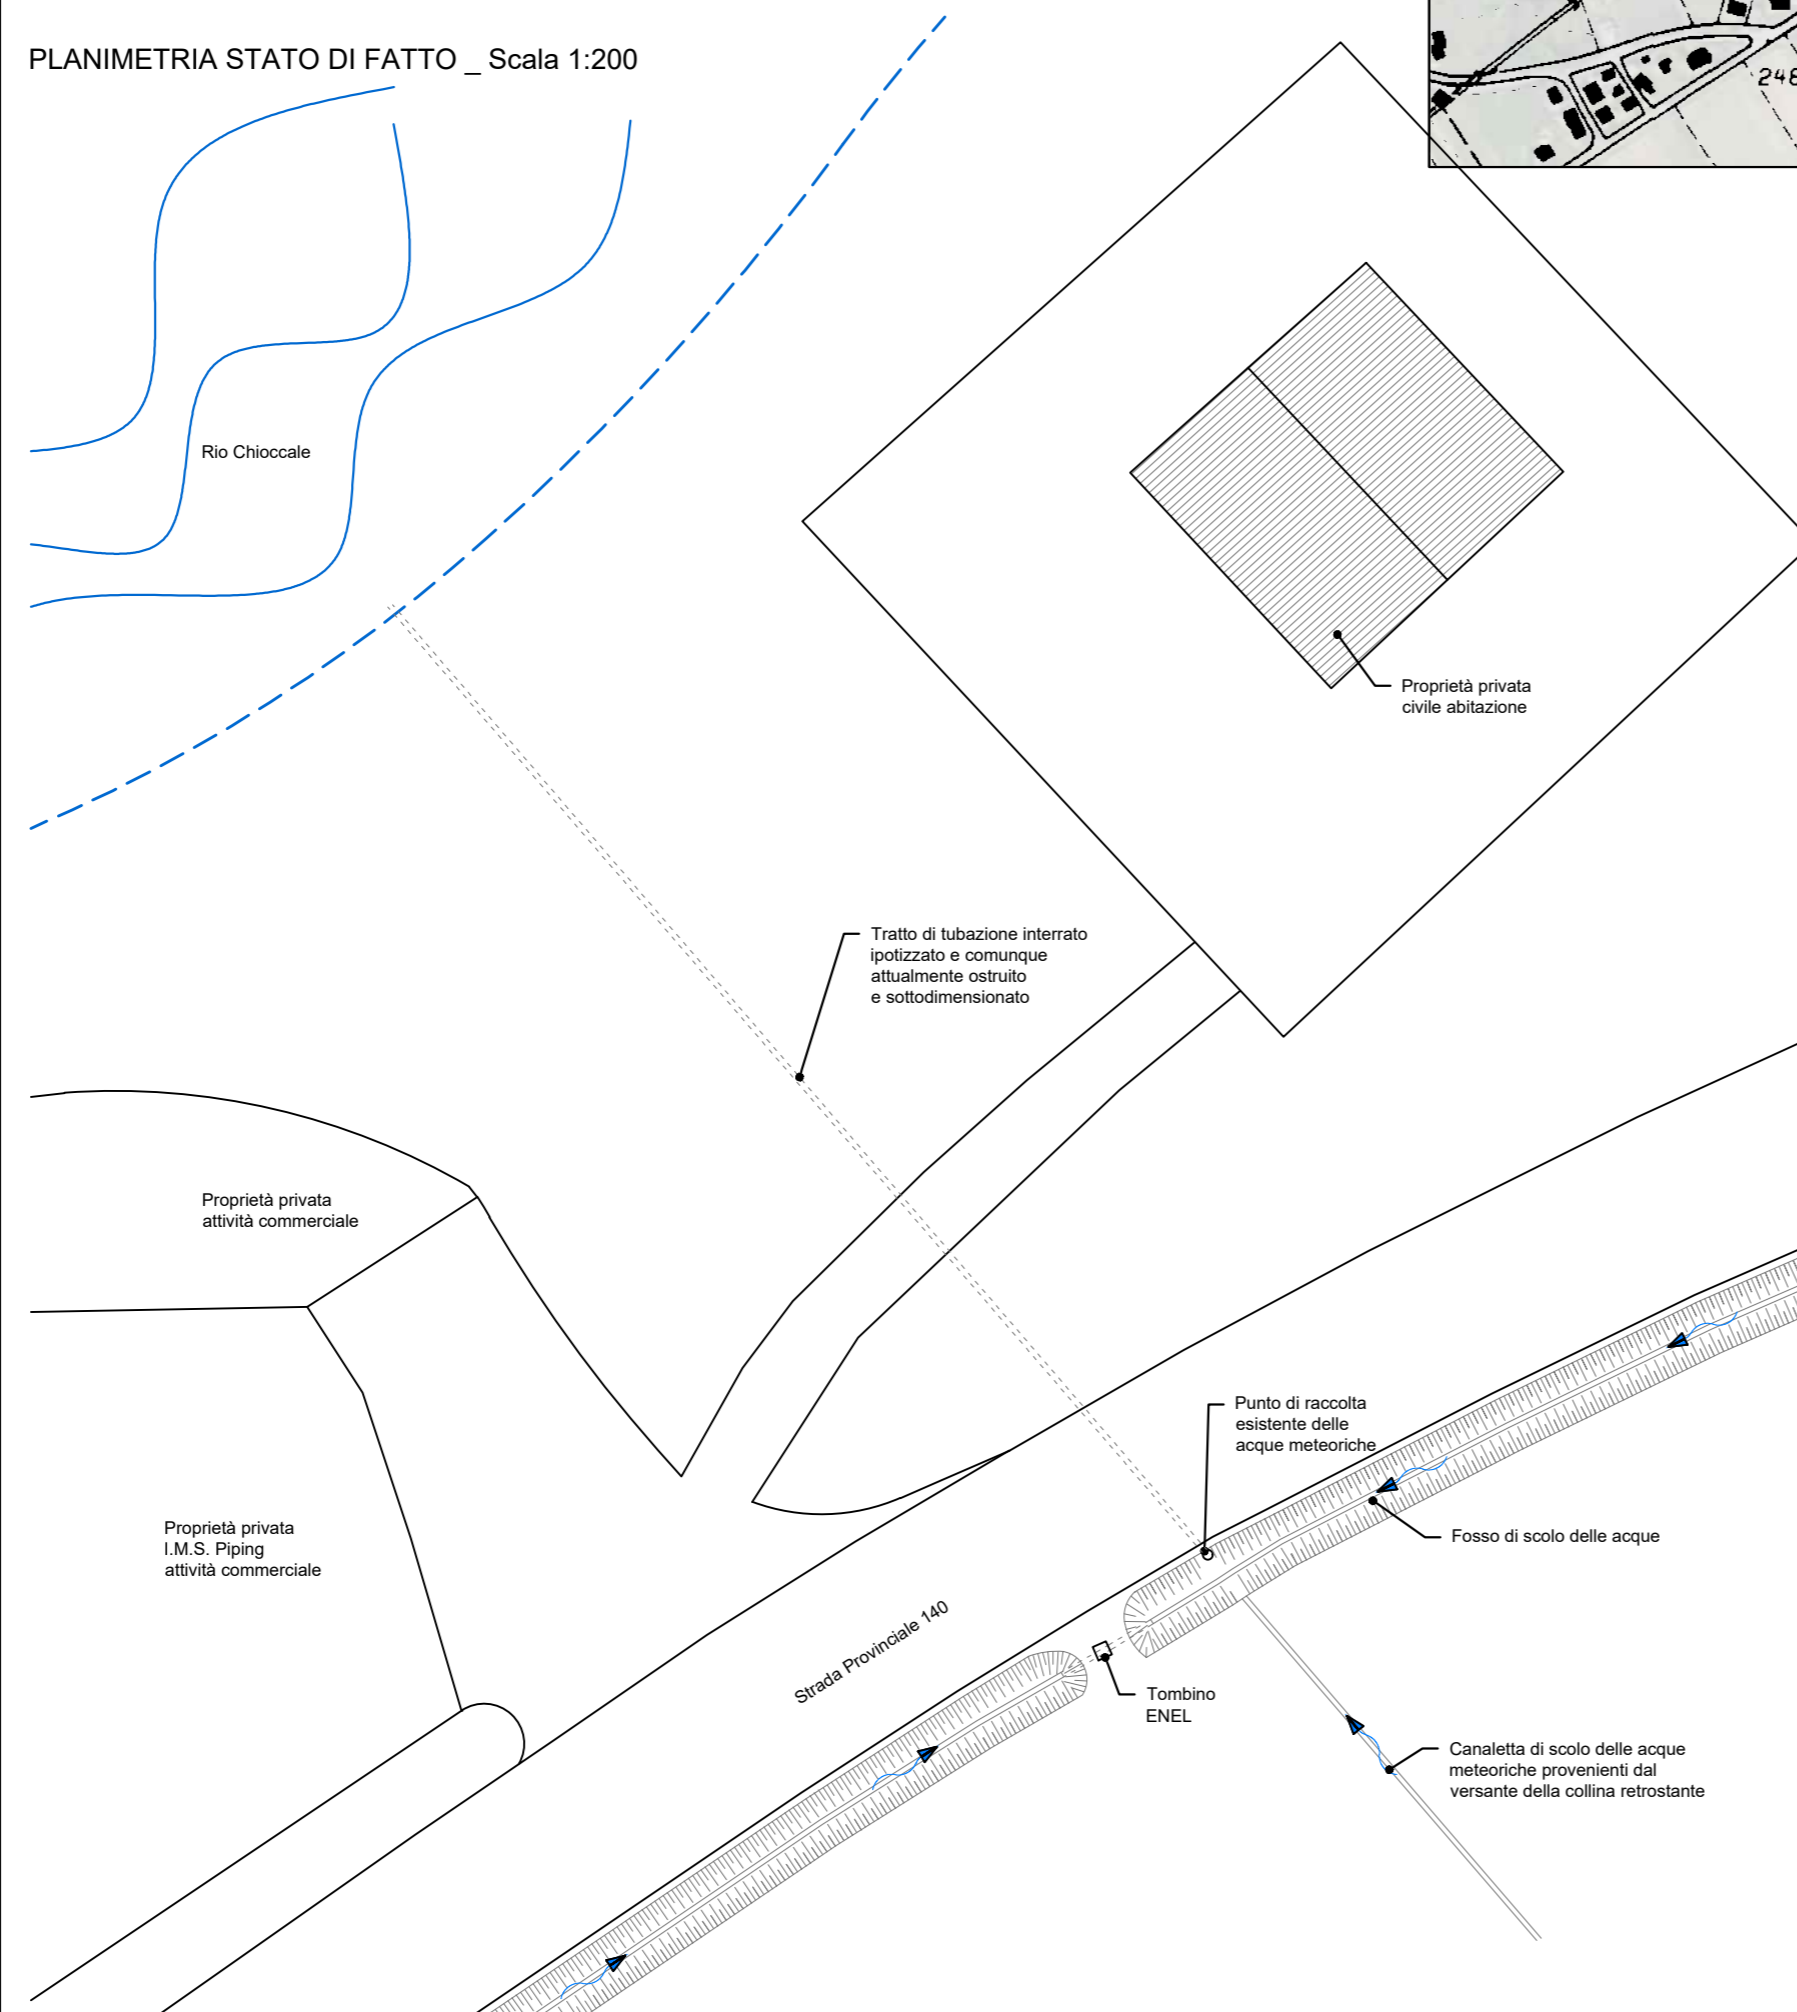 PLANIMETRIA STATO DI FATTO _ Scala 1:200
Rio Chioccale
Proprietà privata
civile abitazione
Tratto di tubazione interrato
ipotizzato e comunque
attualmente ostruito
e sottodimensionato
Proprietà privata
attività commerciale
Punto di raccolta
esistente delle
acque meteoriche
Proprietà privata
I.M.S. Piping
attività commerciale
Fosso di scolo delle acque
Strada Provinciale 140
Tombino
ENEL
Canaletta di scolo delle acque
meteoriche provenienti dal
versante della collina retrostante